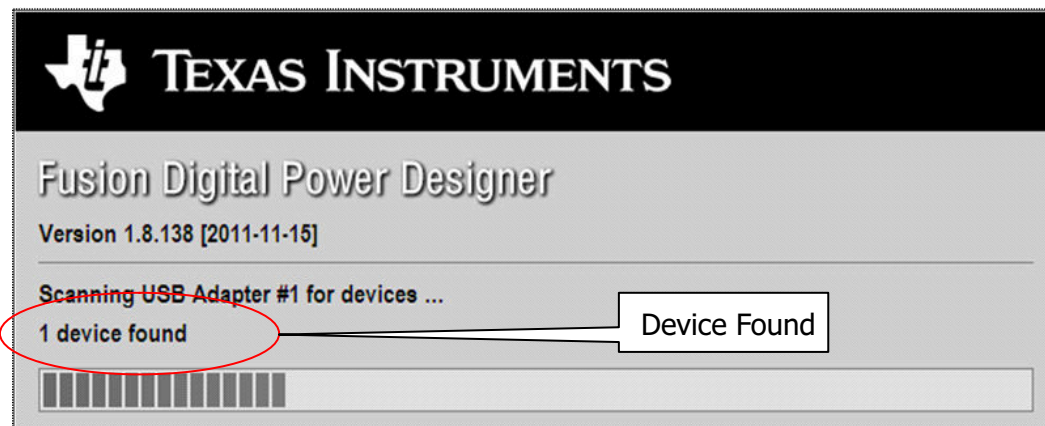 TEXAS INSTRUMENTS
Fusion Digital Power Designer
Version 1.8.138 [2011-11-15]
Scanning USB Adapter #1 for devices ...
1 device found
Device Found